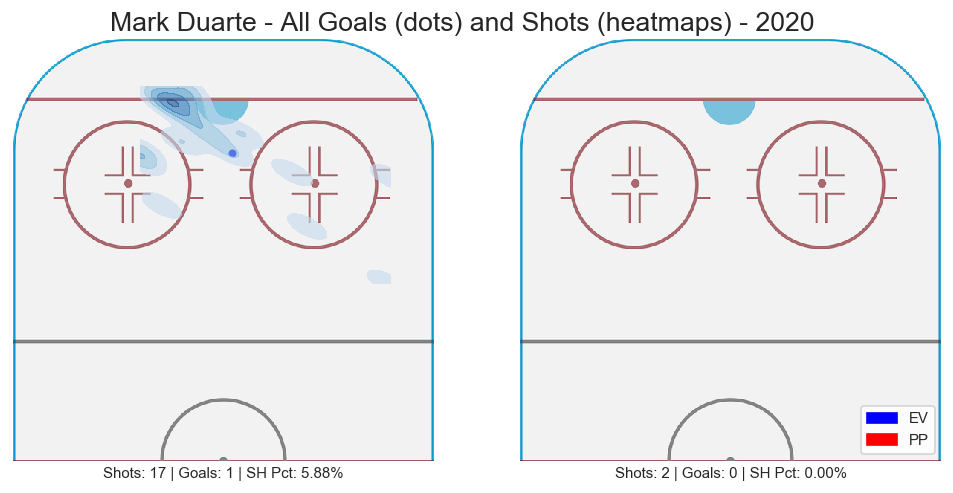 Mark Duarte - All Goals (dots) and Shots (heatmaps) - 2020
EV
PP
Shots: 17 | Goals: 1 | SH Pct: 5.88%
Shots: 2 | Goals: 0 | SH Pct: 0.00%